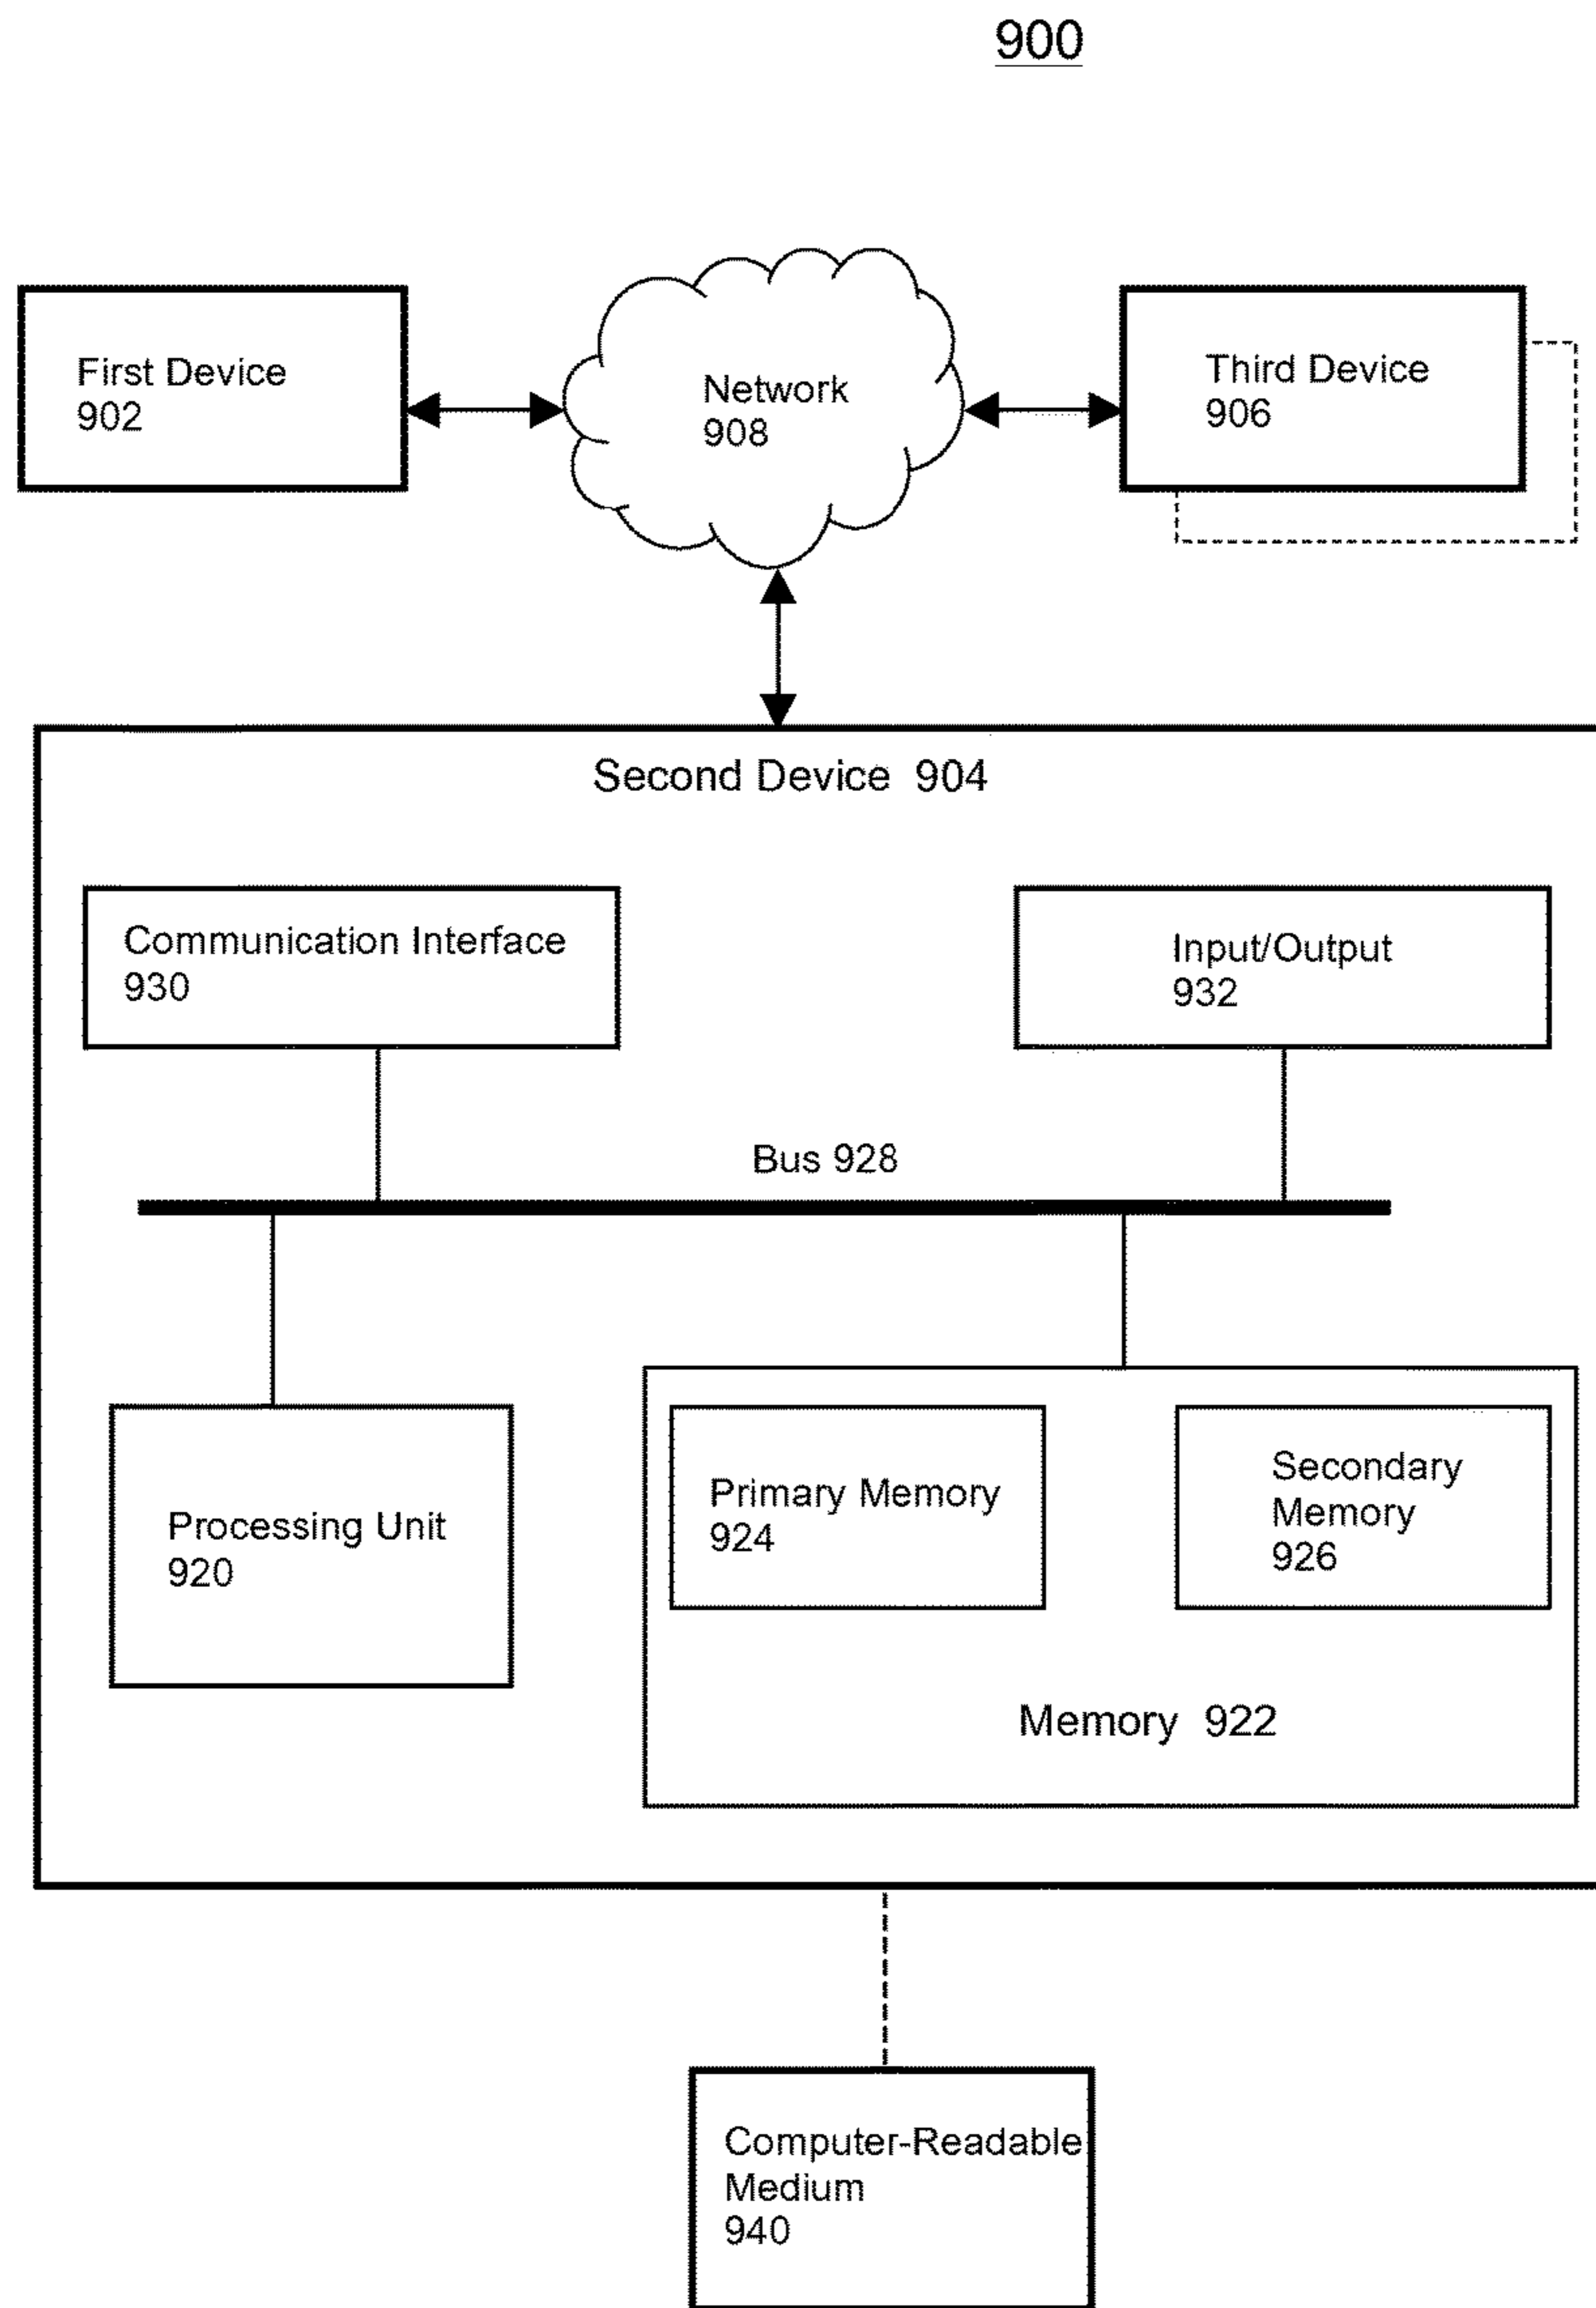 900
First Device
902
Network
908
Third Device
906
Second Device 904
Communication Interface
930
Input/Output
932
Bus 928
Processing Unit
920
Primary Memory
924
Secondary
Memory
926
Memory 922
Computer-Readable
Medium
940